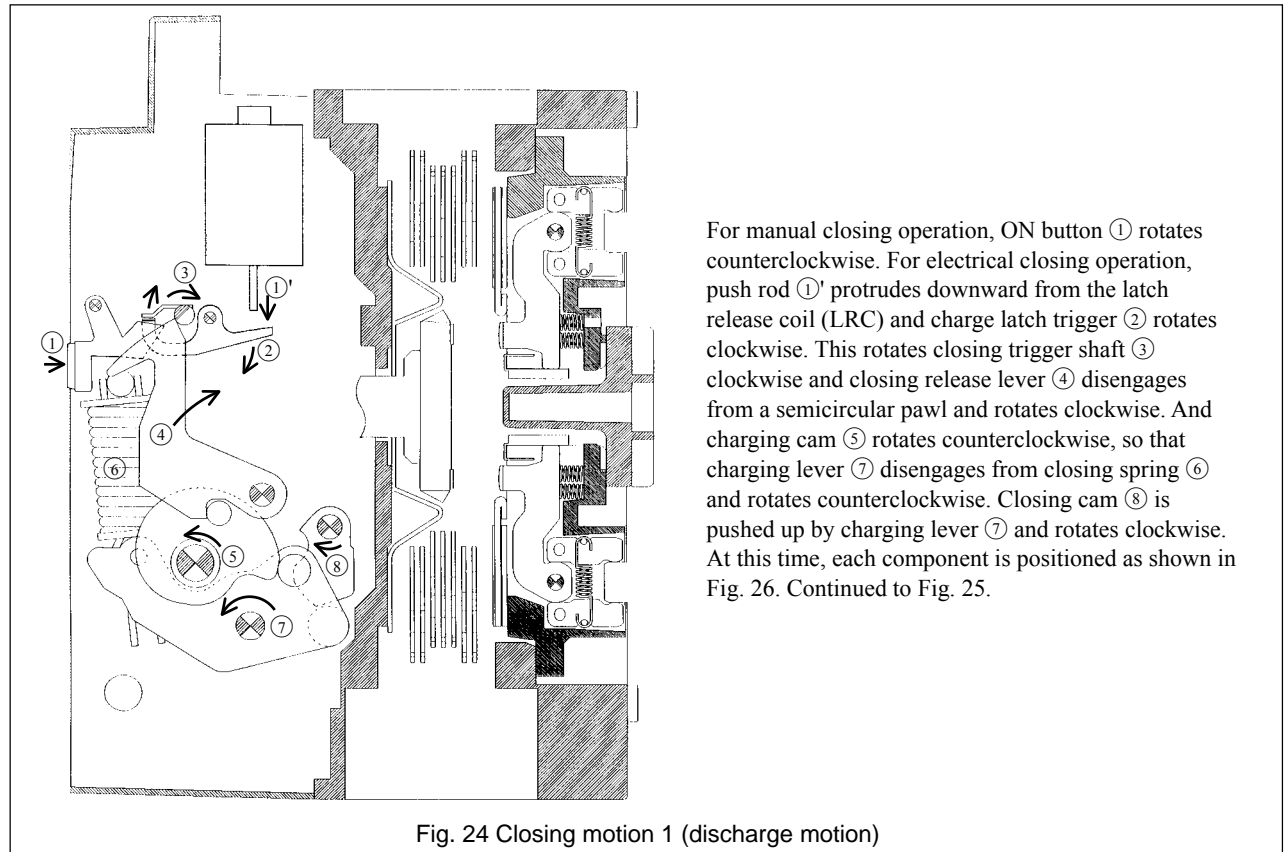 ③
①'
①
②
④
⑥
⑤
⑧
⑦
For manual closing operation, ON button ① rotates
counterclockwise. For electrical closing operation,
push rod ①' protrudes downward from the latch
release coil (LRC) and charge latch trigger ② rotates
clockwise. This rotates closing trigger shaft ③
clockwise and closing release lever ④ disengages
from a semicircular pawl and rotates clockwise. And
charging cam ⑤ rotates counterclockwise, so that
charging lever ⑦ disengages from closing spring ⑥
and rotates counterclockwise. Closing cam ⑧ is
pushed up by charging lever ⑦ and rotates clockwise.
At this time, each component is positioned as shown in
Fig. 26. Continued to Fig. 25.
Fig. 24 Closing motion 1 (discharge motion)